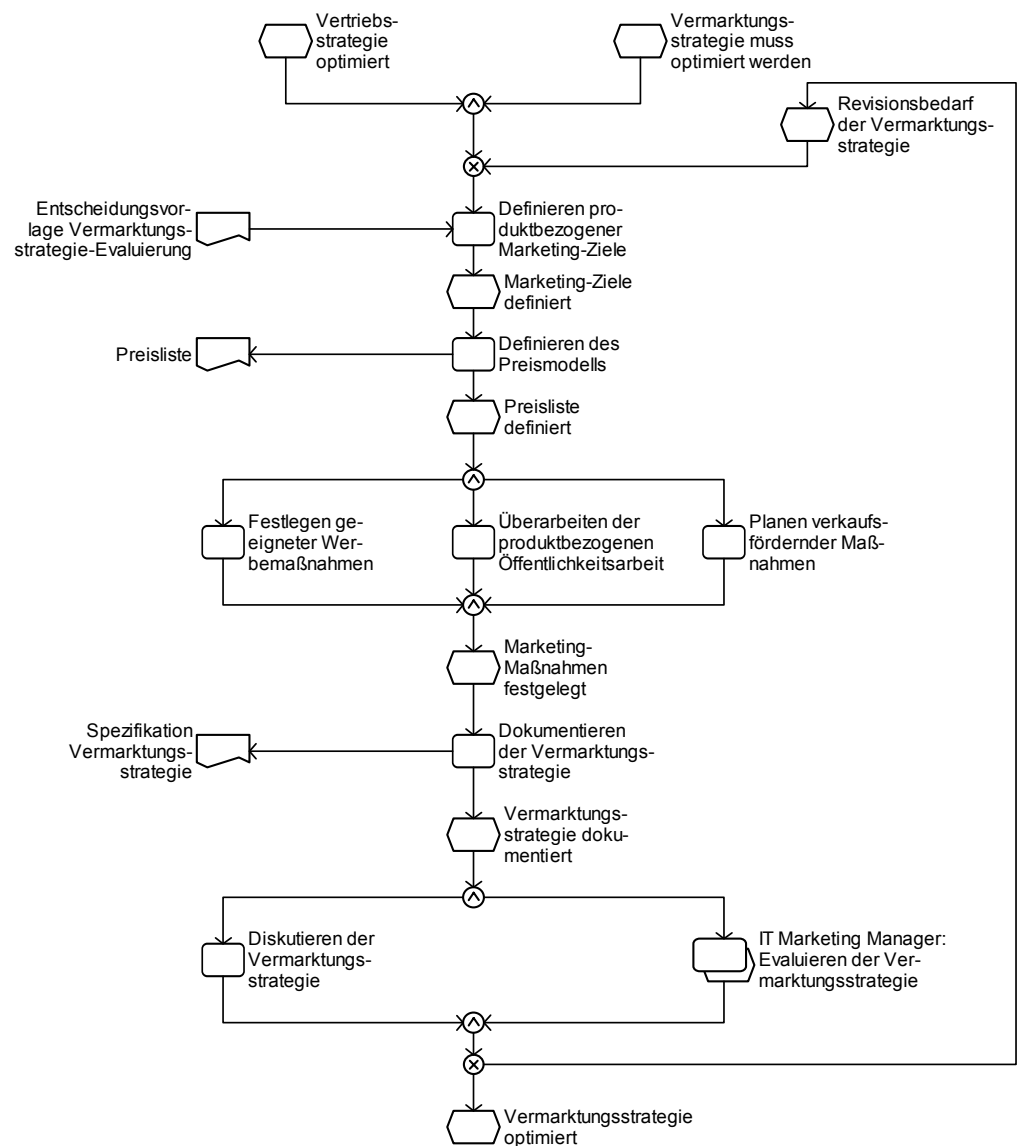 Vertriebs-
strategie
optimiert
Vermarktungs-
strategie muss
optimiert werden
Revisionsbedarf
der Vermarktungs-
strategie
Entscheidungsvor-
lage Vermarktungs-
strategie-Evaluierung
Definieren pro-
duktbezogener
Marketing-Ziele
Marketing-Ziele
definiert
Preisliste
Definieren des
Preismodells
Preisliste
definiert
Festlegen ge-
eigneter Wer-
bemaßnahmen
Überarbeiten der
produktbezogenen
Öffentlichkeitsarbeit
Planen verkaufs-
fördernder Maß-
nahmen
Marketing-
Maßnahmen
festgelegt
Spezifikation
Vermarktungs-
strategie
Dokumentieren
der Vermarktungs-
strategie
Vermarktungs-
strategie doku-
mentiert
Diskutieren der
Vermarktungs-
strategie
IT Marketing Manager:
Evaluieren der Ver-
marktungsstrategie
Vermarktungsstrategie
optimiert